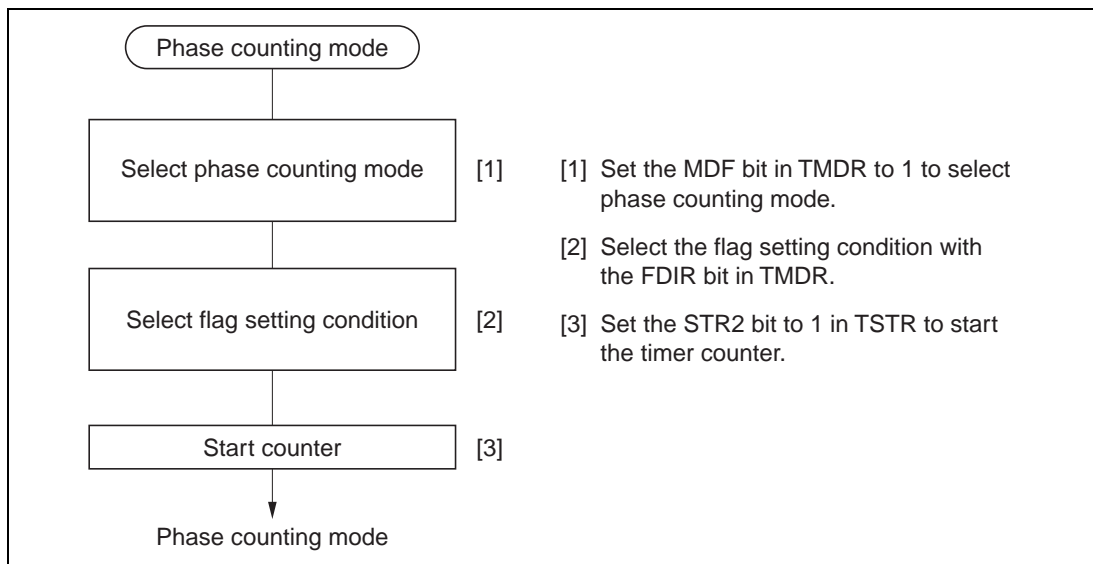 Phase counting mode
Select phase counting mode [1]
Select flag setting condition [2]
Start counter [3]
Phase counting mode
[1] Set the MDF bit in TMDR to 1 to select
phase counting mode.
[2] Select the flag setting condition with
the FDIR bit in TMDR.
[3] Set the STR2 bit to 1 in TSTR to start
the timer counter.